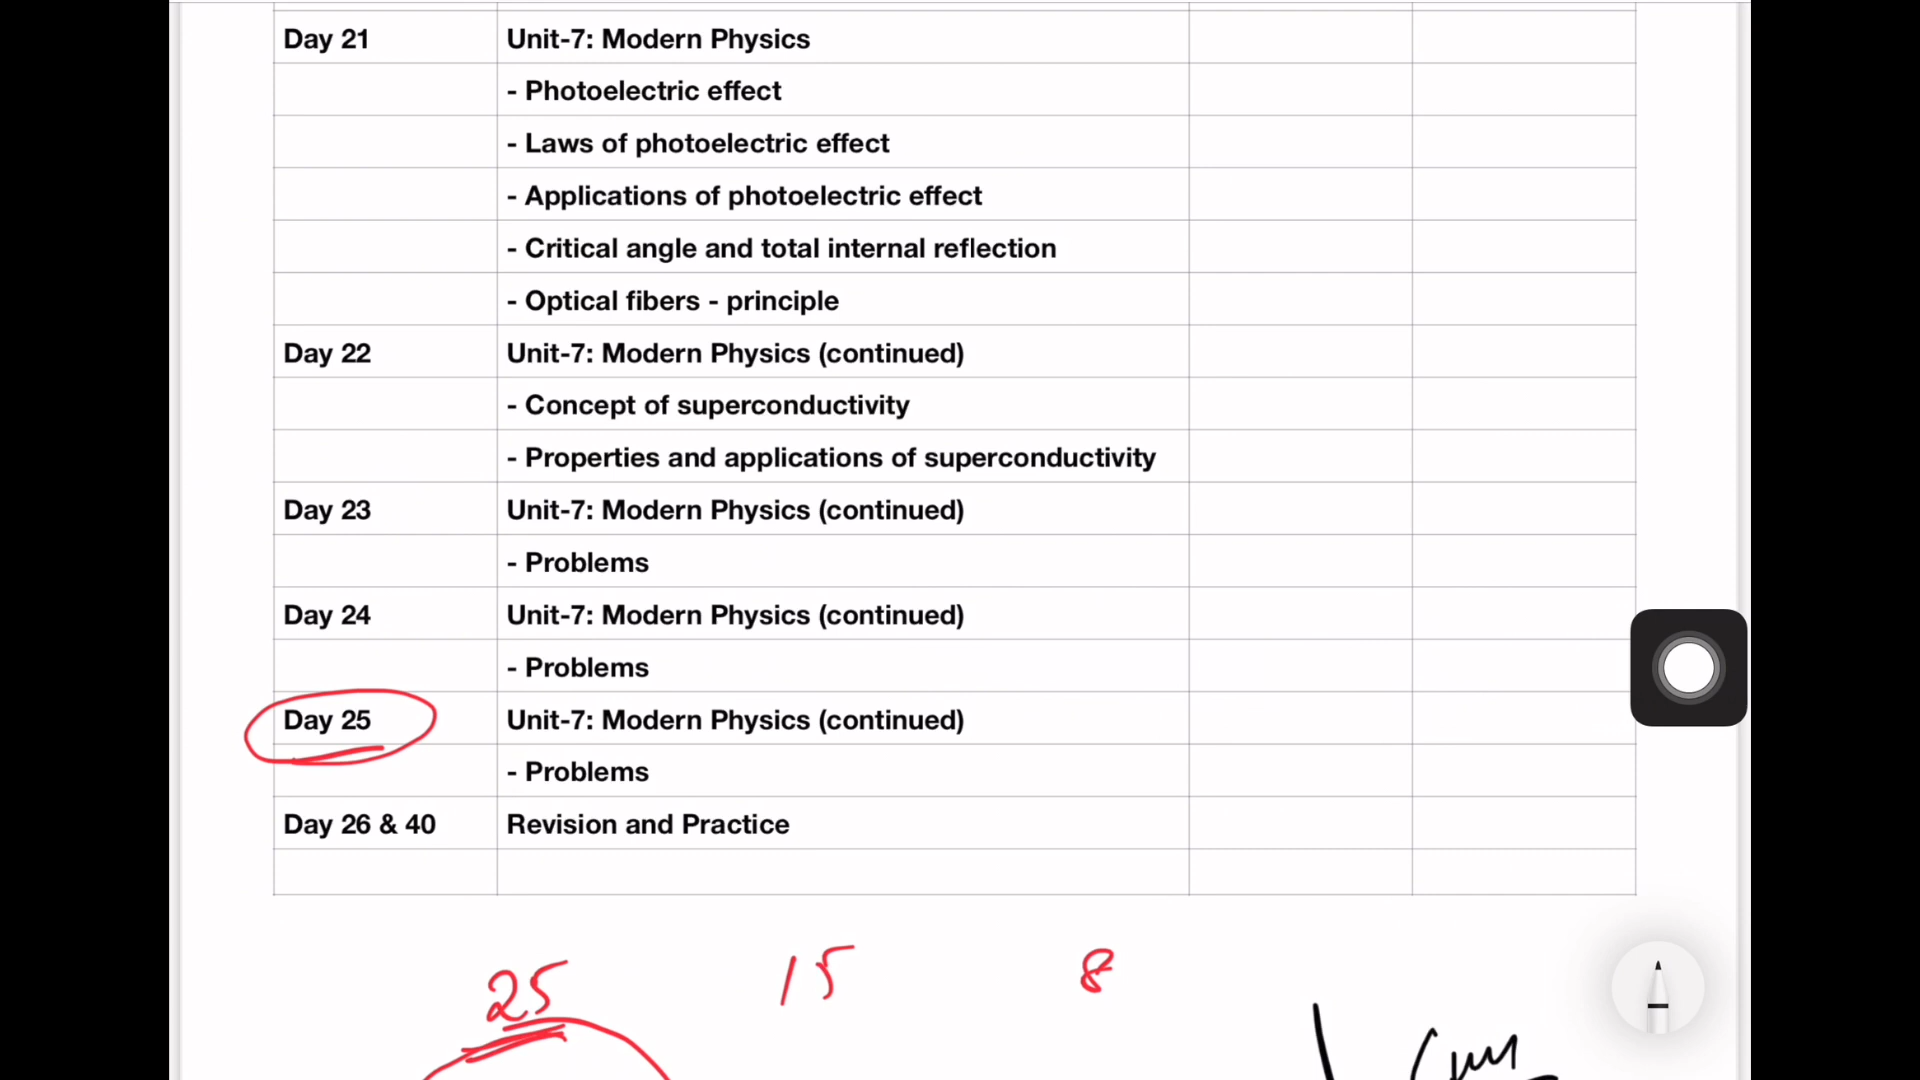 Day 21 Unit-7: Modern Physics
- Photoelectric effect
- Laws of photoelectric effect
- Applications of photoelectric effect
- Critical angle and total internal reflection
- Optical fibers - principle
Day 22 Unit-7: Modern Physics (continued)
- Concept of superconductivity
- Properties and applications of superconductivity
Day 23 Unit-7: Modern Physics (continued)
- Problems
Day 24 Unit-7: Modern Physics (continued)
- Problems
Day 25 Unit-7: Modern Physics (continued)
- Problems
Day 26 & 40 Revision and Practice
25 15 8